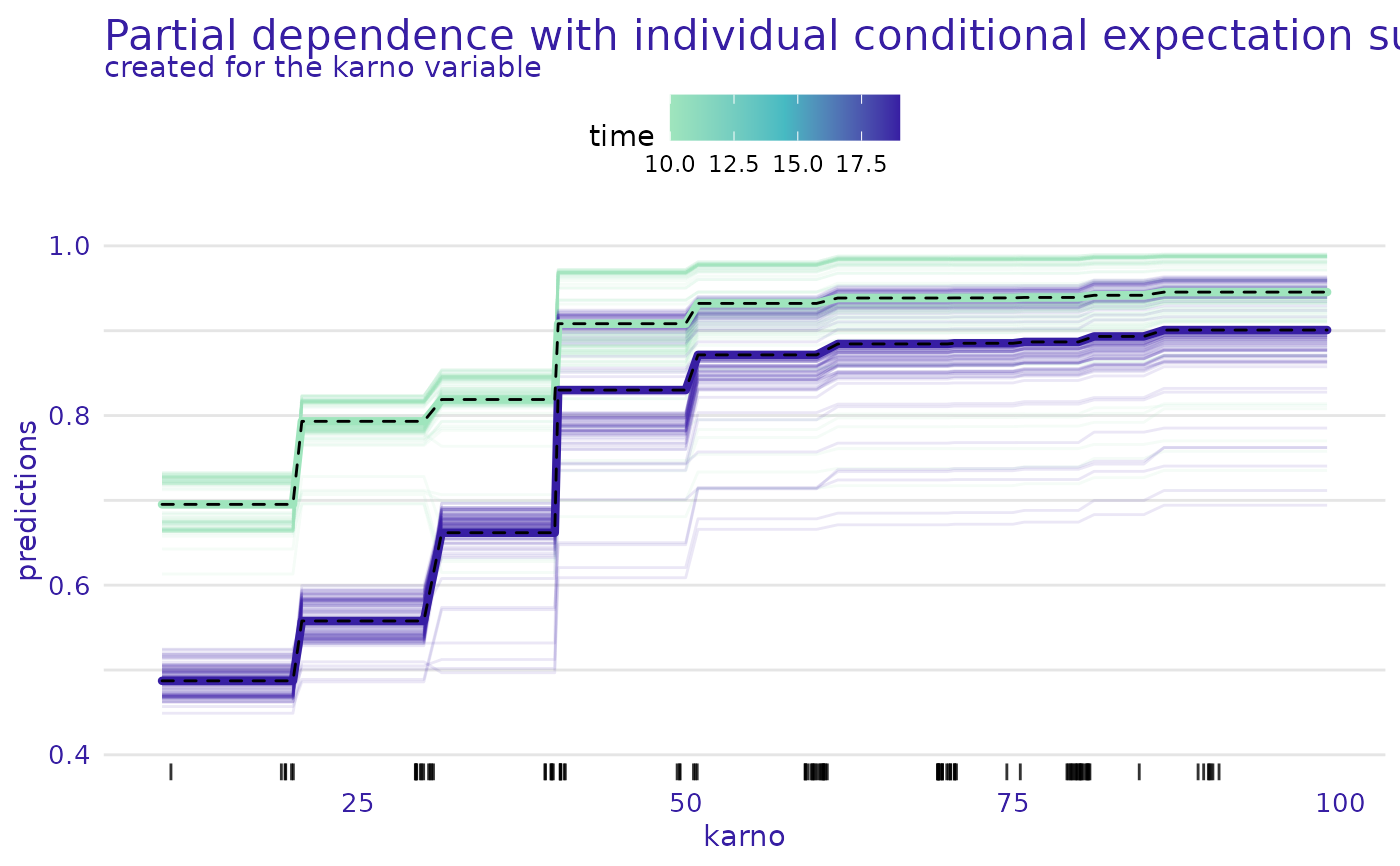 Partial dependence with individual conditional expectation su
created for the karno variable
time
10.0 12.5 15.0 17.5
predictions
1.0
0.8
0.6
0.4
25 50 75 100
karno